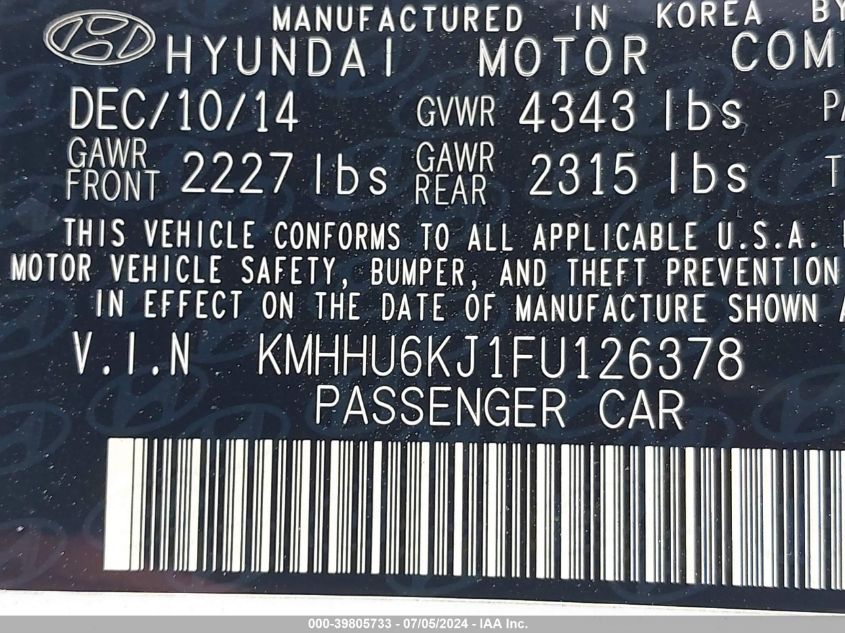 MANUFACTURED IN KOREA BY
HYUNDAI MOTOR COM
DEC/10/14 GVWR 4343 lbs
GAWR FRONT 2227 lbs GAWR REAR 2315 lbs
THIS VEHICLE CONFORMS TO ALL APPLICABLE U.S.A.
MOTOR VEHICLE SAFETY, BUMPER, AND THEFT PREVENTION
IN EFFECT ON THE DATE OF MANUFACTURE SHOWN A
V.I.N KMHHU6KJ1FU126378
PASSENGER CAR
000-39805733 - 07/05/2024 - IAA Inc.